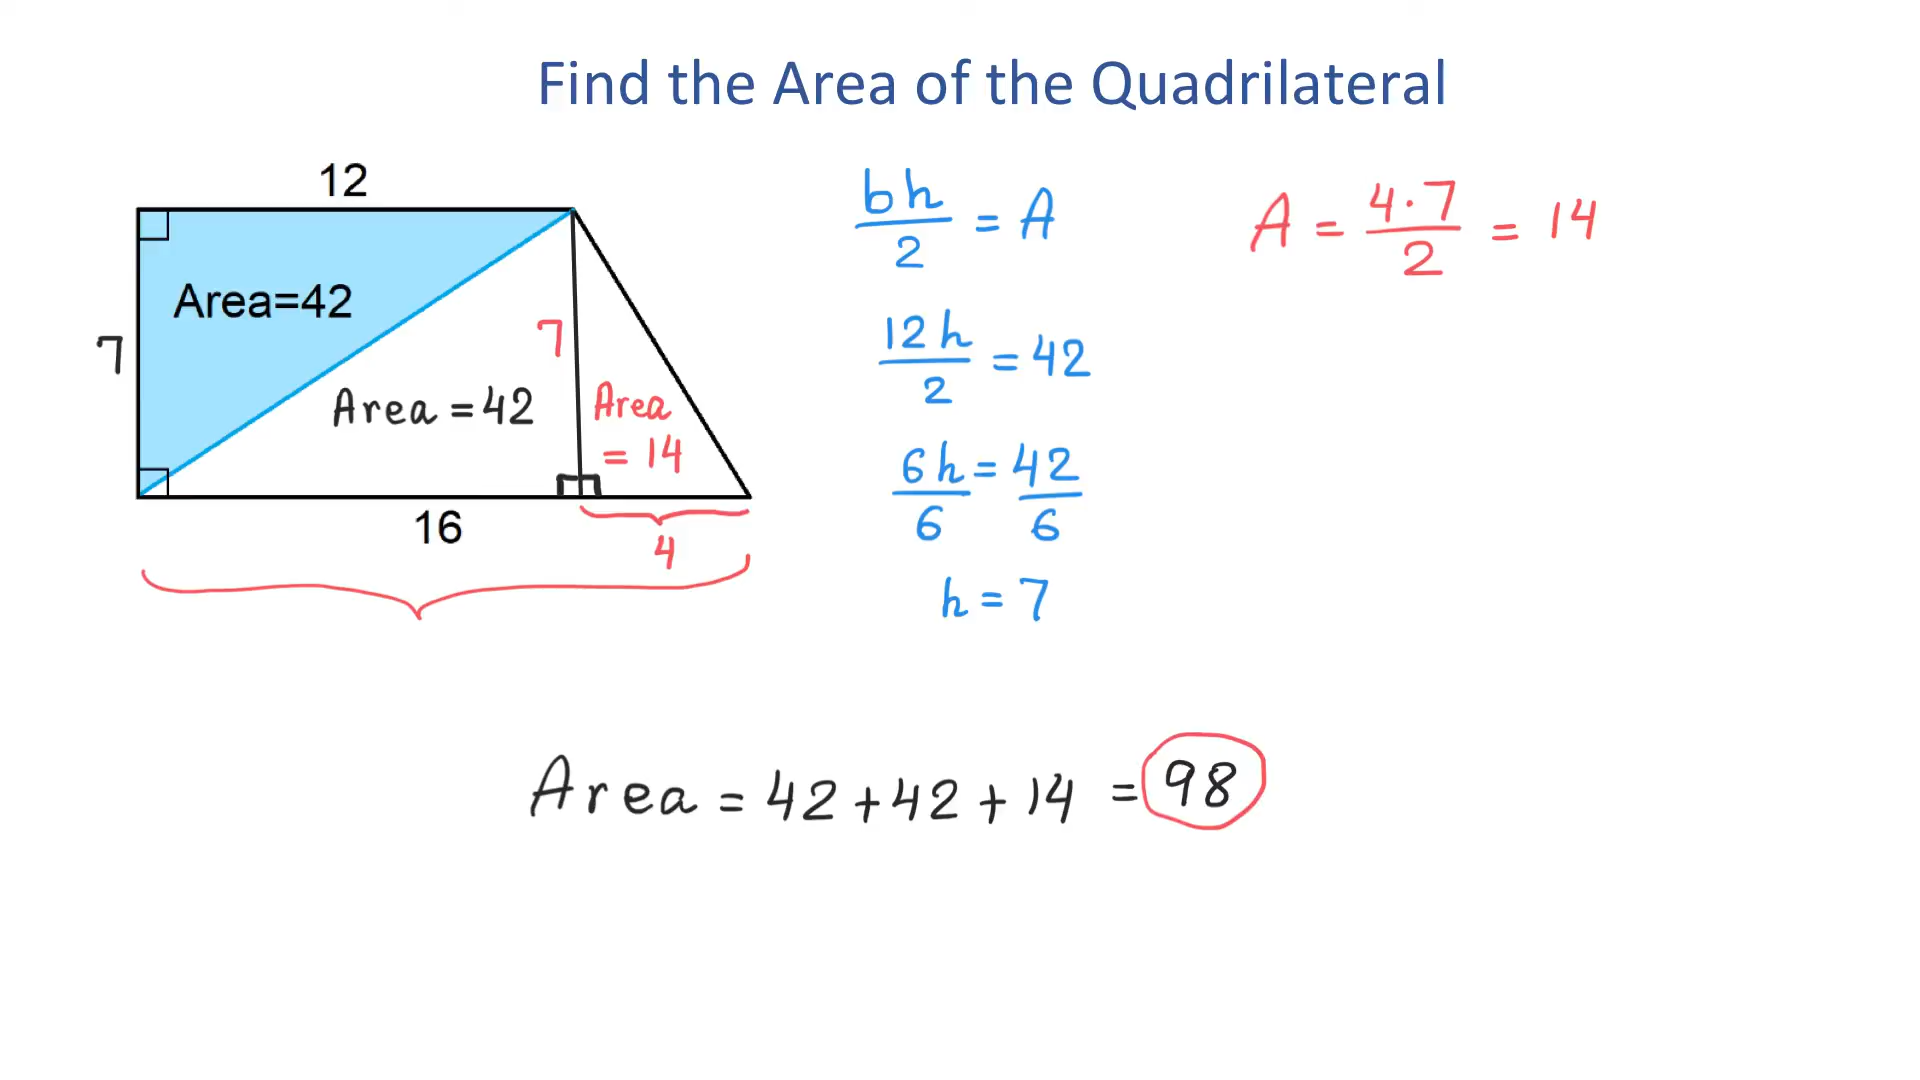 Find the Area of the Quadrilateral
12
Area=42
7
7
Area = 42
Area
= 14
16
4
bh/2 = A
12h/2 = 42
6h/6 = 42/6
h = 7
A = 4·7/2 = 14
Area = 42 + 42 + 14 = 98